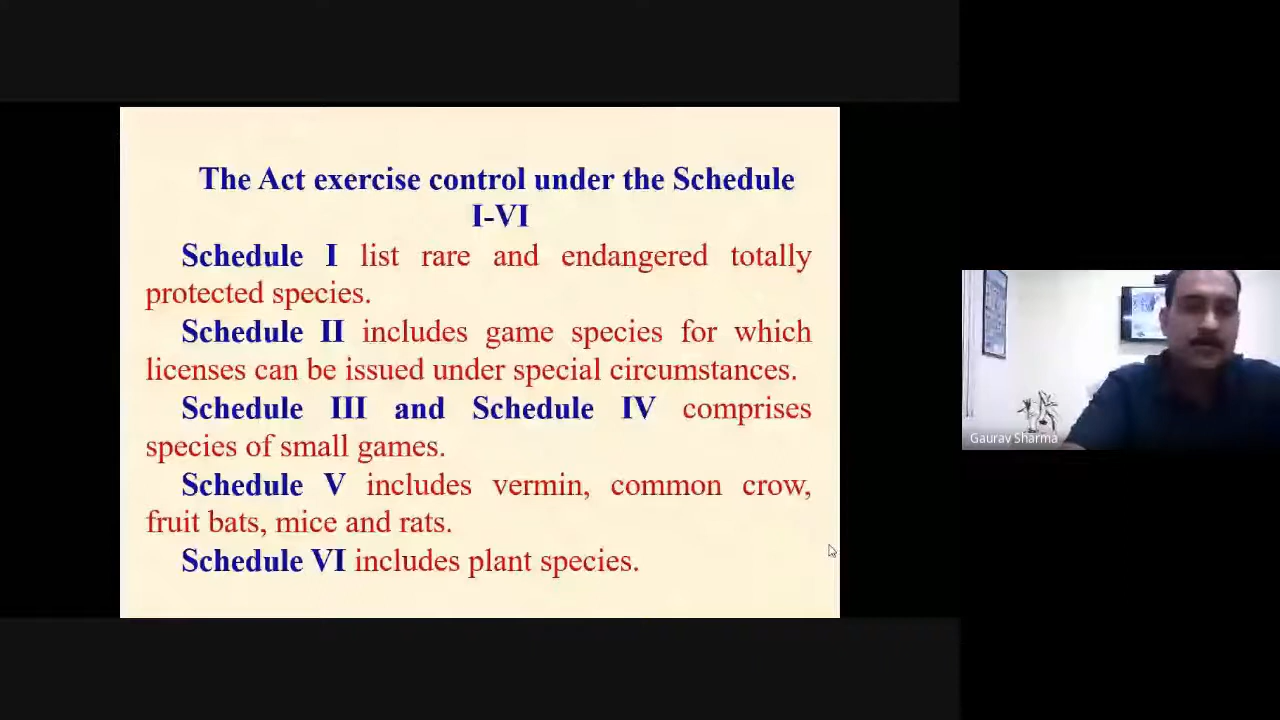 The Act exercise control under the Schedule
I-VI
Schedule I list rare and endangered totally
protected species.
Schedule II includes game species for which
licenses can be issued under special circumstances.
Schedule III and Schedule IV comprises
species of small games.
Schedule V includes vermin, common crow,
fruit bats, mice and rats.
Schedule VI includes plant species.
Gaurav Sharma